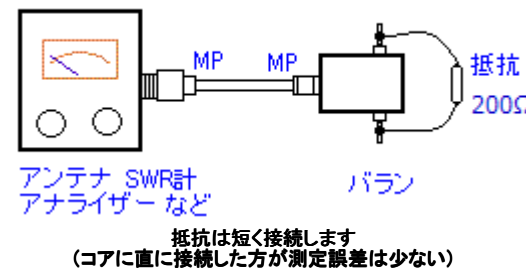 MP MP
抵抗
200Ω
アンテナ SWR計
アナライザー など
バラン
抵抗は短く接続します
(コアに直に接続した方が測定誤差は少ない)